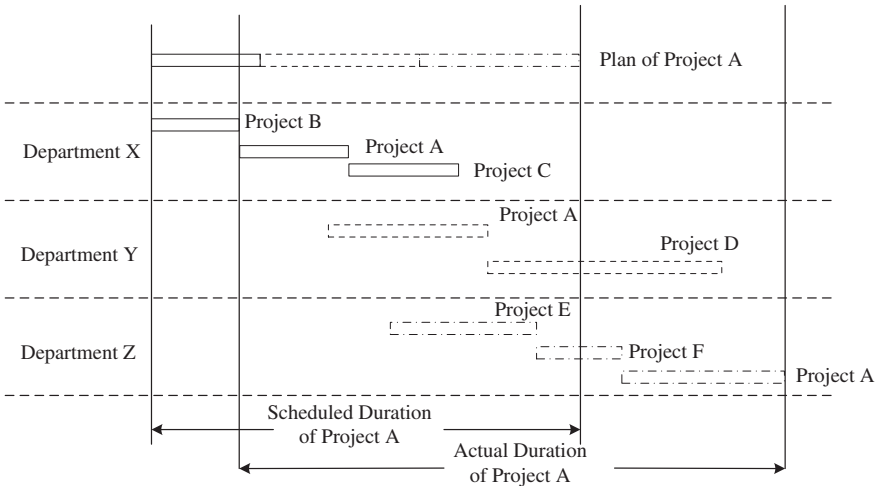 Plan of Project A
Project B
Department X
Project A
Project C
Project A
Department Y
Project D
Project E
Department Z
Project F
Project A
Scheduled Duration
of Project A
Actual Duration
of Project A